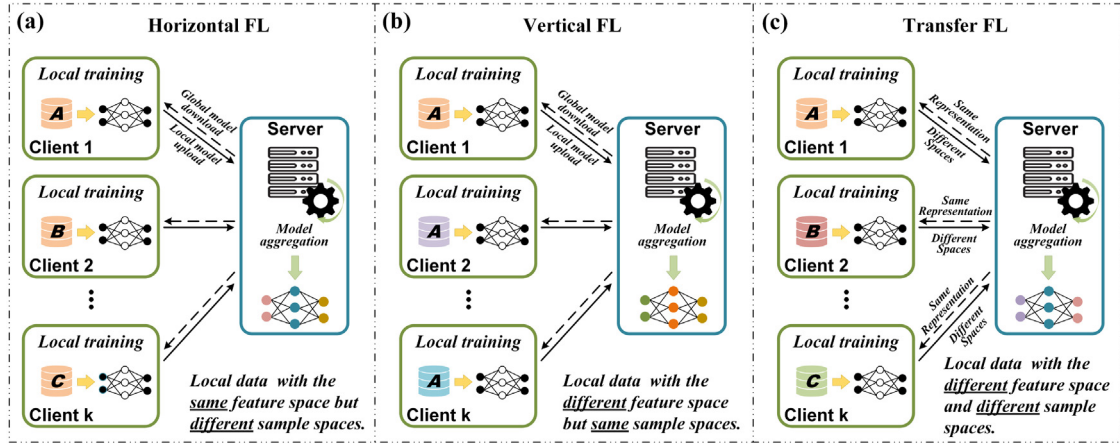 (a)
Horizontal FL
Local training
A
Client 1
Global model
download
Local model
upload
Server
Local training
B
Client 2
Model
aggregation
Local training
C
Client k
Local data with the
same feature space but
different sample spaces.
(b)
Vertical FL
Local training
A
Client 1
Global model
download
Local model
upload
Server
Local training
A
Client 2
Model
aggregation
Local training
A
Client k
Local data with the
different feature space
but same sample spaces.
(c)
Transfer FL
Local training
A
Client 1
Same
Representation
Different
Spaces
Server
Local training
B
Client 2
Same
Representation
Different
Spaces
Model
aggregation
Local training
C
Client k
Same
Representation
Different
Spaces
Local data with the
different feature space
and different sample
spaces.